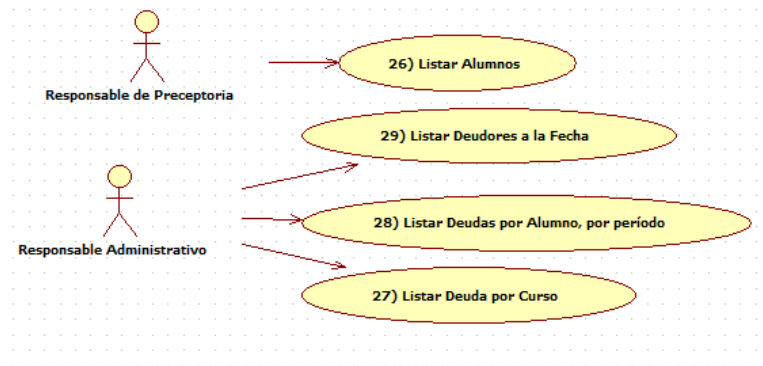 26) Listar Alumnos
Responsable de Preceptoria
29) Listar Deudores a la Fecha
28) Listar Deudas por Alumno, por período
Responsable Administrativo
27) Listar Deuda por Curso